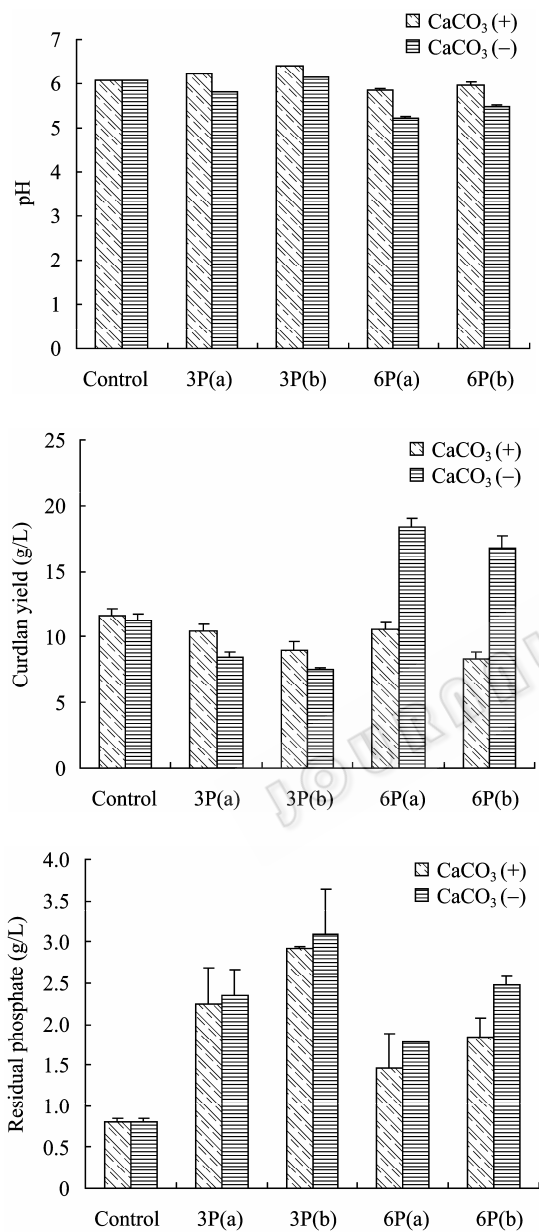 CaCO₃ (+)
CaCO₃ (−)
7
6
5
4
3
2
1
0
pH
Control 3P(a) 3P(b) 6P(a) 6P(b)
CaCO₃ (+)
CaCO₃ (−)
25
20
15
10
5
0
Curdlan yield (g/L)
Control 3P(a) 3P(b) 6P(a) 6P(b)
JOURNAL
CaCO₃ (+)
CaCO₃ (−)
4.0
3.5
3.0
2.5
2.0
1.5
1.0
0.5
0
Residual phosphate (g/L)
Control 3P(a) 3P(b) 6P(a) 6P(b)